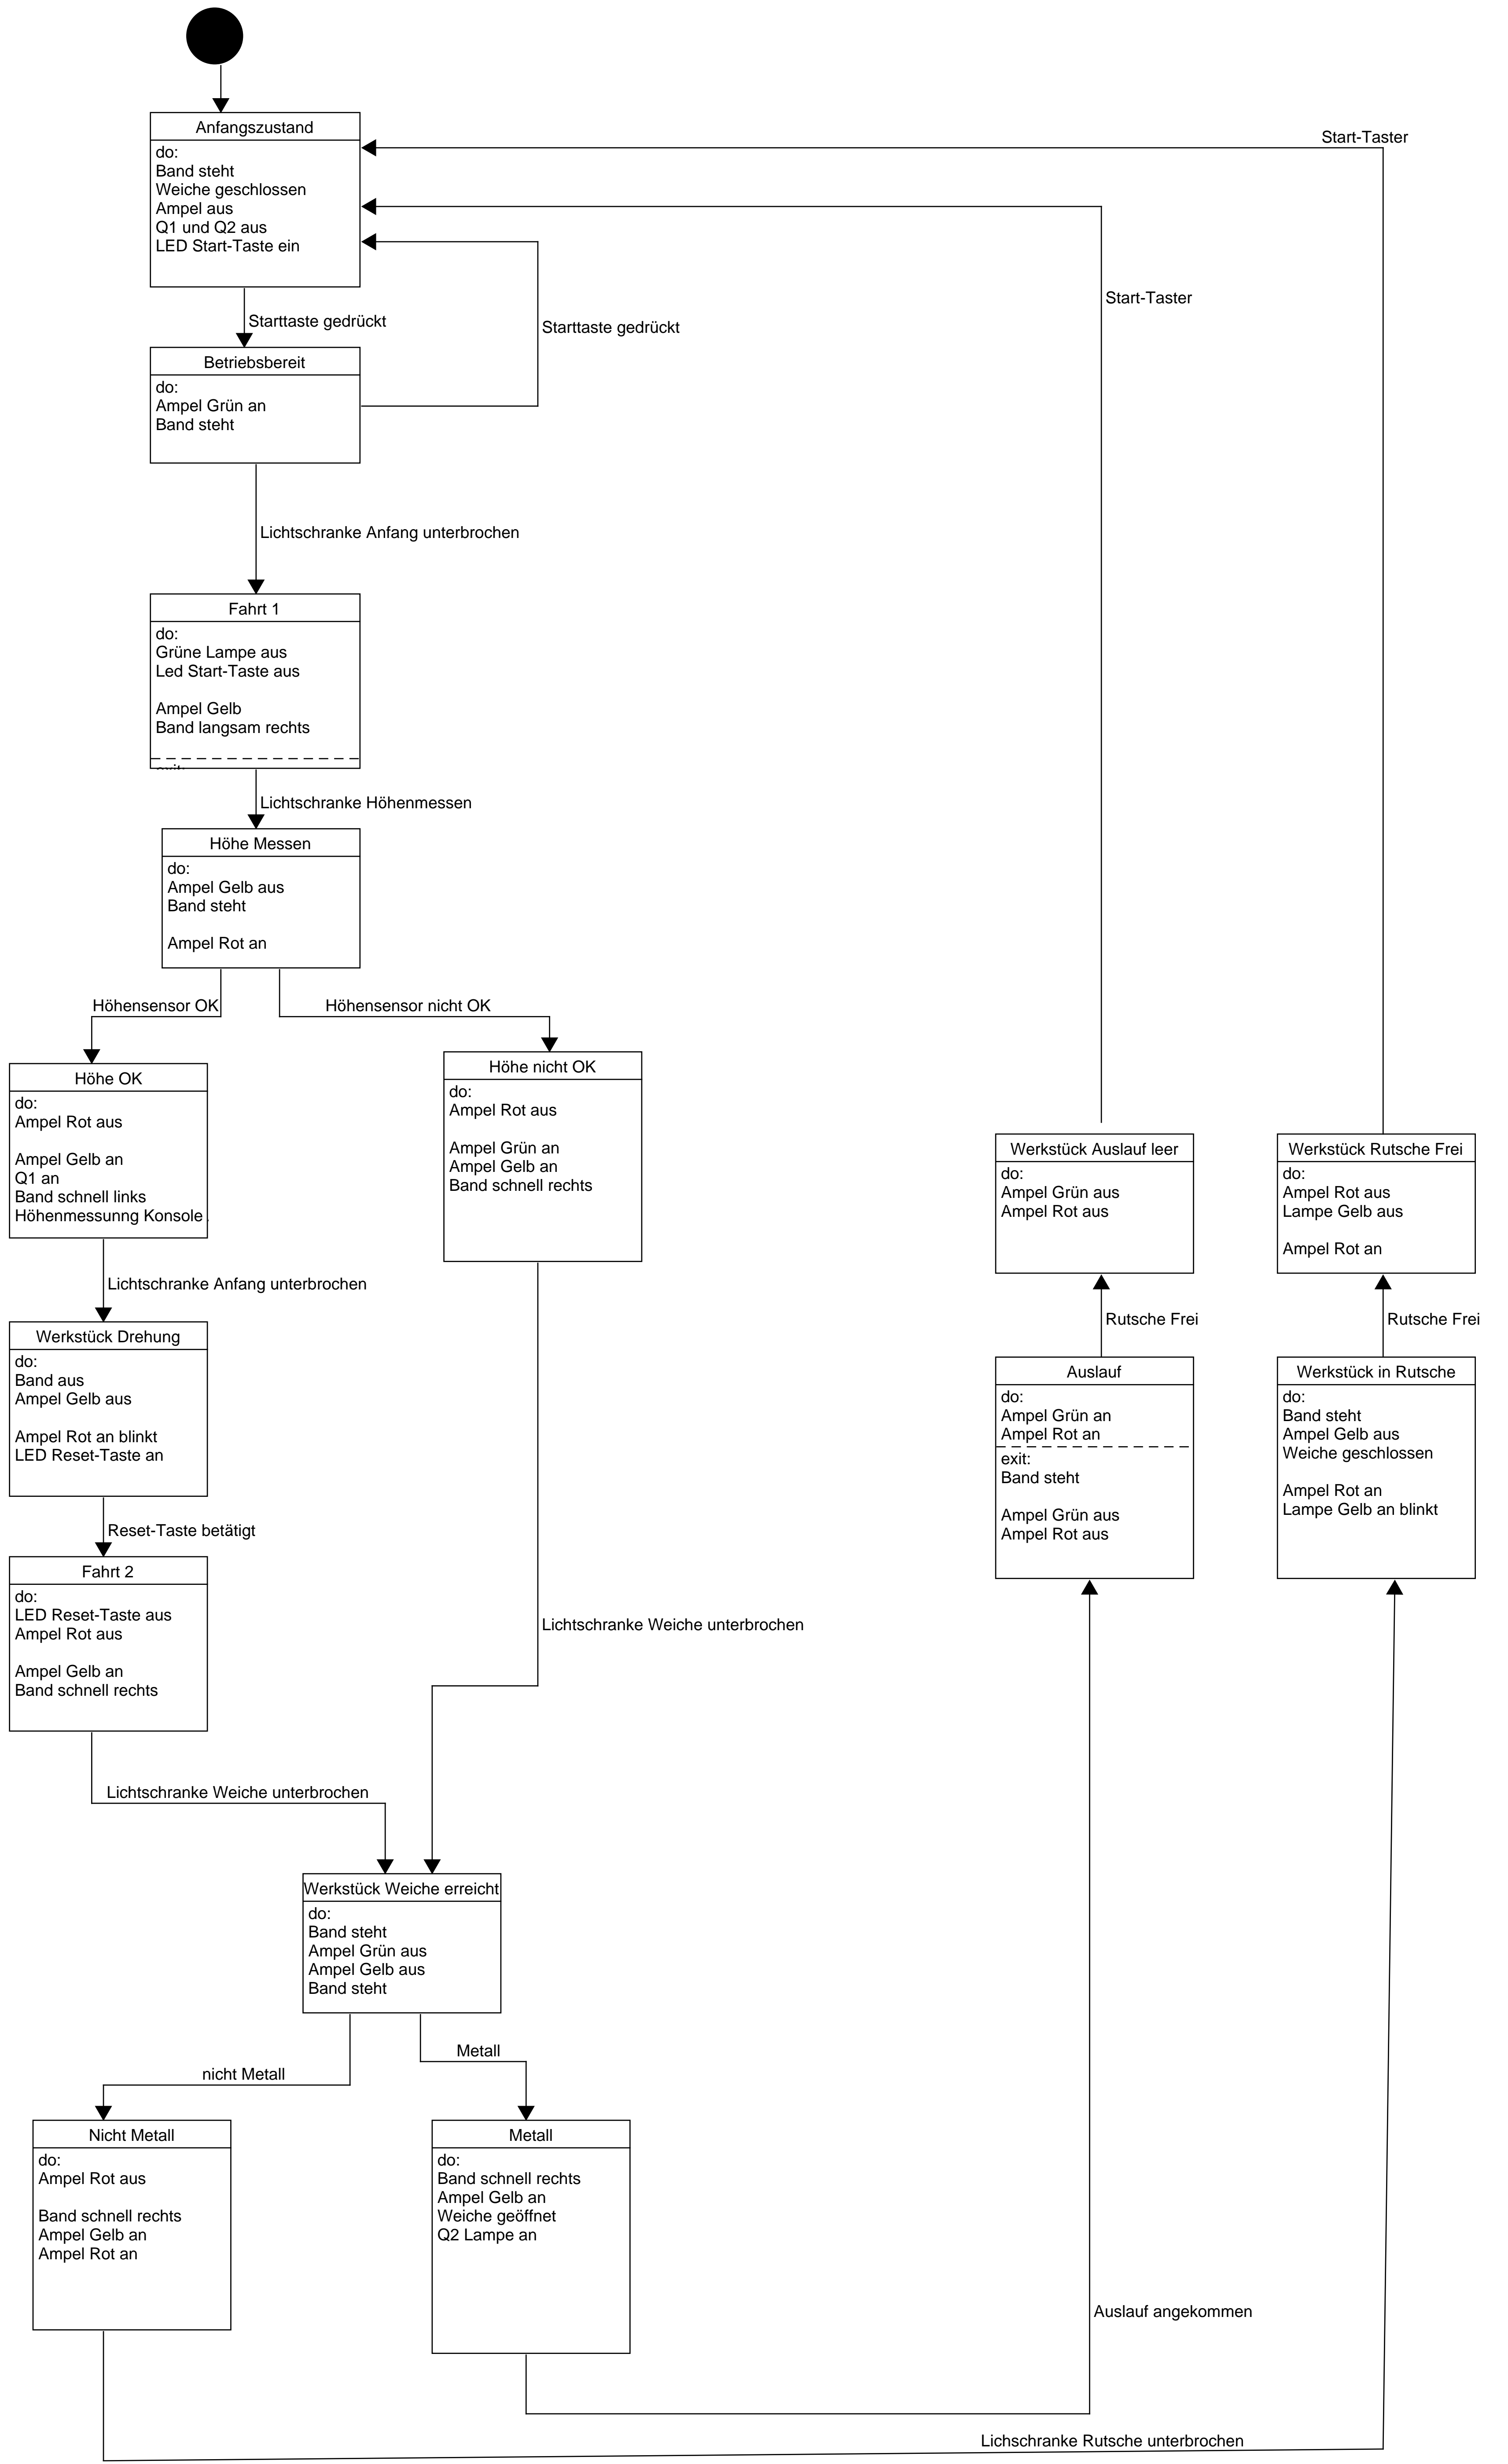 Anfangszustand
do:
Band steht
Weiche geschlossen
Ampel aus
Q1 und Q2 aus
LED Start-Taste ein
Start-Taster
Start-Taster
Starttaste gedrückt
Starttaste gedrückt
Betriebsbereit
do:
Ampel Grün an
Band steht
Lichtschranke Anfang unterbrochen
Fahrt 1
do:
Grüne Lampe aus
Led Start-Taste aus
Ampel Gelb
Band langsam rechts
Lichtschranke Höhenmessen
Höhe Messen
do:
Ampel Gelb aus
Band steht
Ampel Rot an
Höhensensor OK
Höhensensor nicht OK
Höhe OK
do:
Ampel Rot aus
Ampel Gelb an
Q1 an
Band schnell links
Höhenmessunng Konsole
Höhe nicht OK
do:
Ampel Rot aus
Ampel Grün an
Ampel Gelb an
Band schnell rechts
Werkstück Auslauf leer
do:
Ampel Grün aus
Ampel Rot aus
Werkstück Rutsche Frei
do:
Ampel Rot aus
Lampe Gelb aus
Ampel Rot an
Lichtschranke Anfang unterbrochen
Rutsche Frei
Rutsche Frei
Werkstück Drehung
do:
Band aus
Ampel Gelb aus
Ampel Rot an blinkt
LED Reset-Taste an
Auslauf
do:
Ampel Grün an
Ampel Rot an
exit:
Band steht
Ampel Grün aus
Ampel Rot aus
Werkstück in Rutsche
do:
Band steht
Ampel Gelb aus
Weiche geschlossen
Ampel Rot an
Lampe Gelb an blinkt
Reset-Taste betätigt
Fahrt 2
do:
LED Reset-Taste aus
Ampel Rot aus
Ampel Gelb an
Band schnell rechts
Lichtschranke Weiche unterbrochen
Lichtschranke Weiche unterbrochen
Werkstück Weiche erreicht
do:
Band steht
Ampel Grün aus
Ampel Gelb aus
Band steht
Metall
nicht Metall
Nicht Metall
do:
Ampel Rot aus
Band schnell rechts
Ampel Gelb an
Ampel Rot an
Metall
do:
Band schnell rechts
Ampel Gelb an
Weiche geöffnet
Q2 Lampe an
Auslauf angekommen
Lichschranke Rutsche unterbrochen